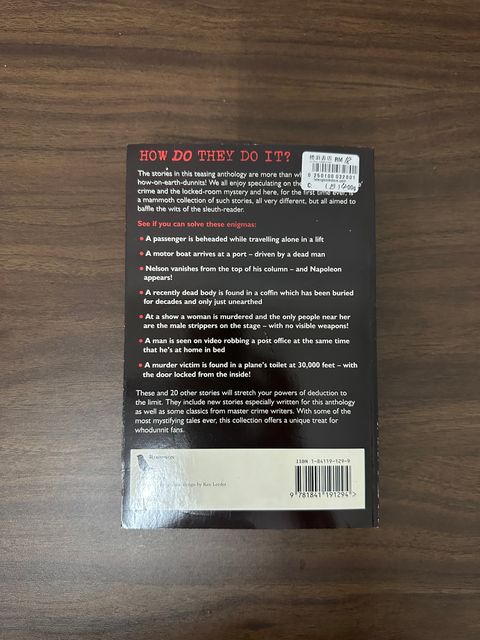 HOW DO THEY DO IT?
The stories in this teasing anthology are more than
how-on-earth-dunnits! We all enjoy speculating on the
crime and the locked-room mystery and here, for the first time
a mammoth collection of such stories, all very different, but all aimed to
baffle the wits of the sleuth-reader.
See if you can solve these enigmas:
• A passenger is beheaded while travelling alone in a lift
• A motor boat arrives at a port – driven by a dead man
• Nelson vanishes from the top of his column – and Napoleon
appears!
• A recently dead body is found in a coffin which has been buried
for decades and only just unearthed
• At a show a woman is murdered and the only people near her
are the male strippers on the stage – with no visible weapons!
• A man is seen on video robbing a post office at the same time
that he's at home in bed
• A murder victim is found in a plane's toilet at 30,000 feet – with
the door locked from the inside!
These and 20 other stories will stretch your powers of deduction to
the limit. They include new stories especially written for this anthology
as well as some classics from master crime writers. With some of the
most mystifying tales ever, this collection offers a unique treat for
whodunnit fans.
RM
ROBINSON
design by Ken Leeder
ISBN 1-84119-129-9
9 781841 191294 >